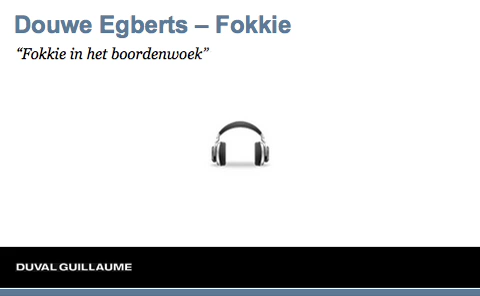 Douwe Egberts – Fokkie
“Fokkie in het boordenwoek”
DUVAL GUILLAUME